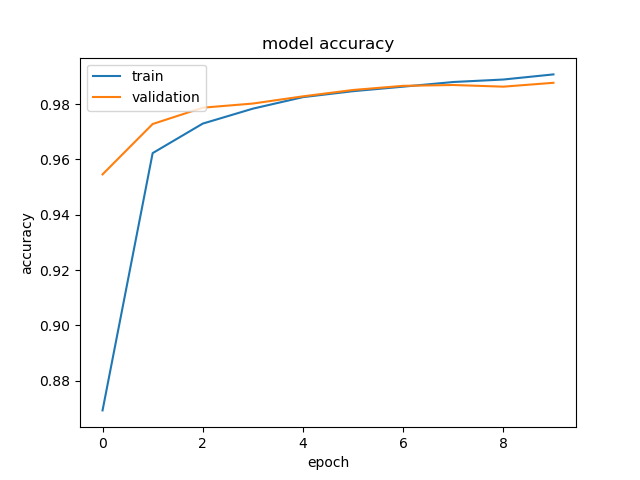 model accuracy
train
validation
0.98
0.96
0.94
0.92
0.90
0.88
accuracy
0 2 4 6 8
epoch